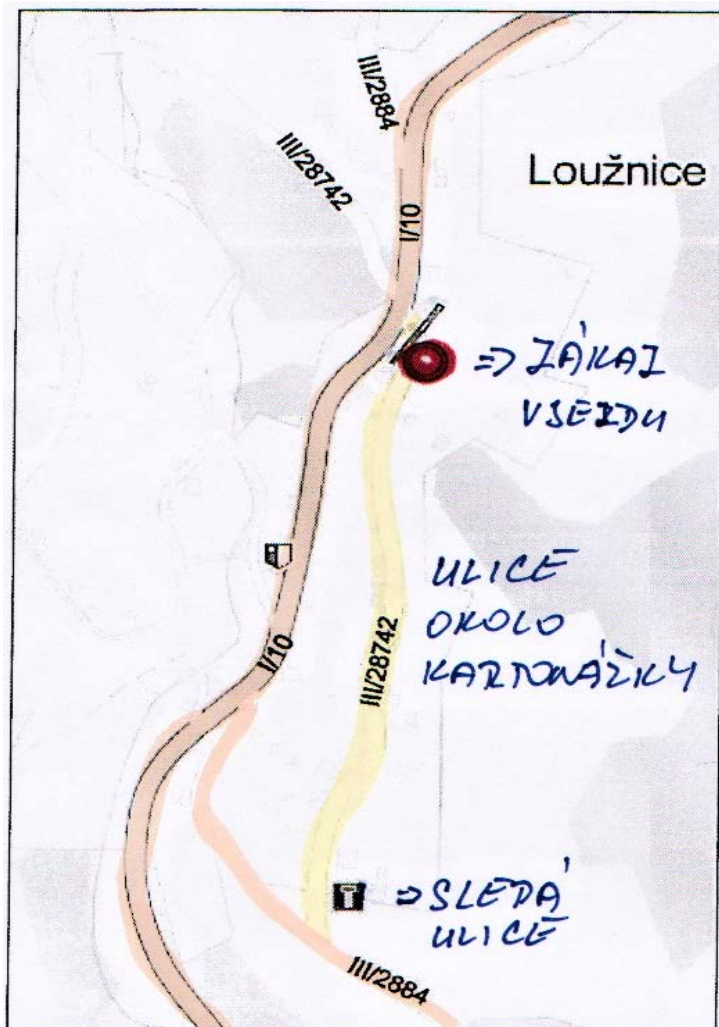 III/2884
III/28742
Loužnice
I/10
=> ZÁKAZ
VJEZDU
ULICE
OKOLO
KARTONÁŽKY
III/28742
I/10
=> SLEPÁ
ULICE
III/2884